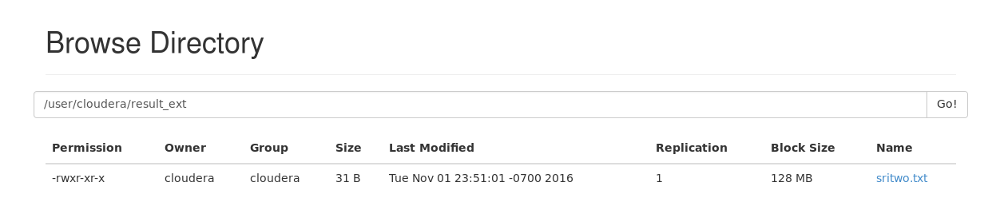 Browse Directory
/user/cloudera/result_ext Go!
Permission Owner Group Size Last Modified Replication Block Size Name
-rwxr-xr-x cloudera cloudera 31 B Tue Nov 01 23:51:01 -0700 2016 1 128 MB sritwo.txt